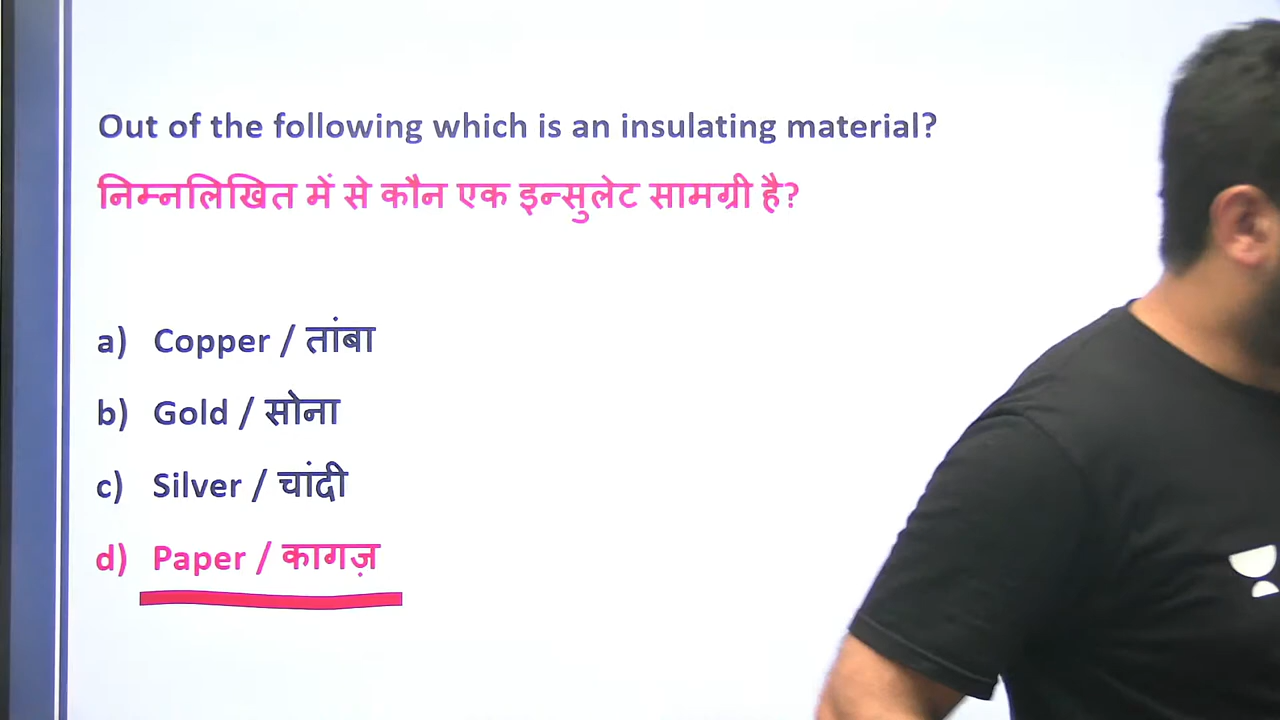 Out of the following which is an insulating material?
निम्नलिखित में से कौन एक इन्सुलेट सामग्री है?
a) Copper / तांबा
b) Gold / सोना
c) Silver / चांदी
d) Paper / कागज़